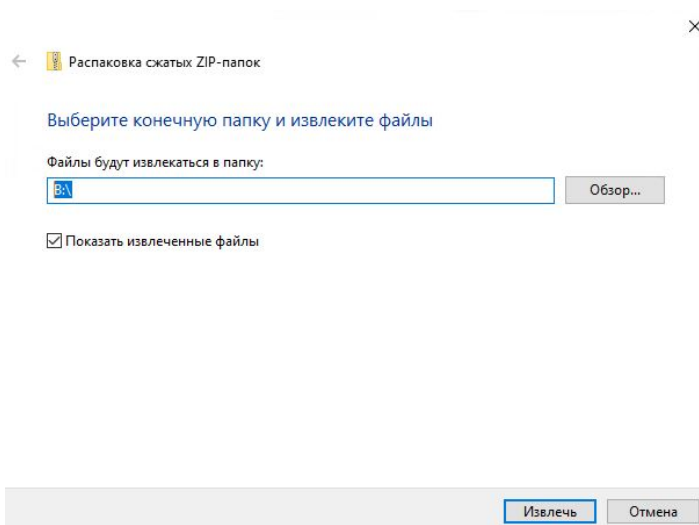 Распаковка сжатых ZIP-папок
Выберите конечную папку и извлеките файлы
Файлы будут извлекаться в папку:
B:\
Обзор...
Показать извлеченные файлы
Извлечь
Отмена